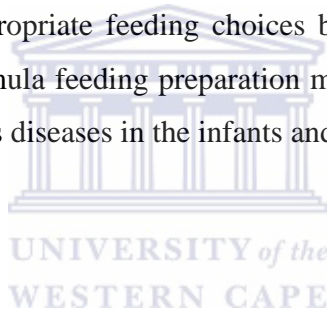 ropriate feeding choices b
nula feeding preparation m
s diseases in the infants and
UNIVERSITY of the
WESTERN CAPE